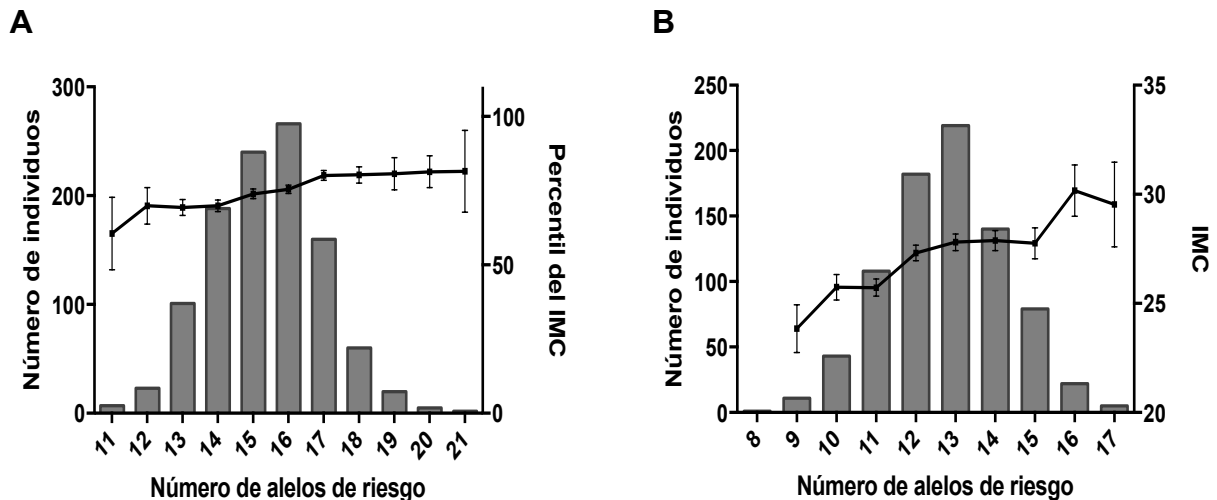 A
300
200
100
0
Número de individuos
100
50
0
Percentil del IMC
11 12 13 14 15 16 17 18 19 20 21
Número de alelos de riesgo
B
250
200
150
100
50
0
Número de individuos
35
30
25
20
IMC
8 9 10 11 12 13 14 15 16 17
Número de alelos de riesgo